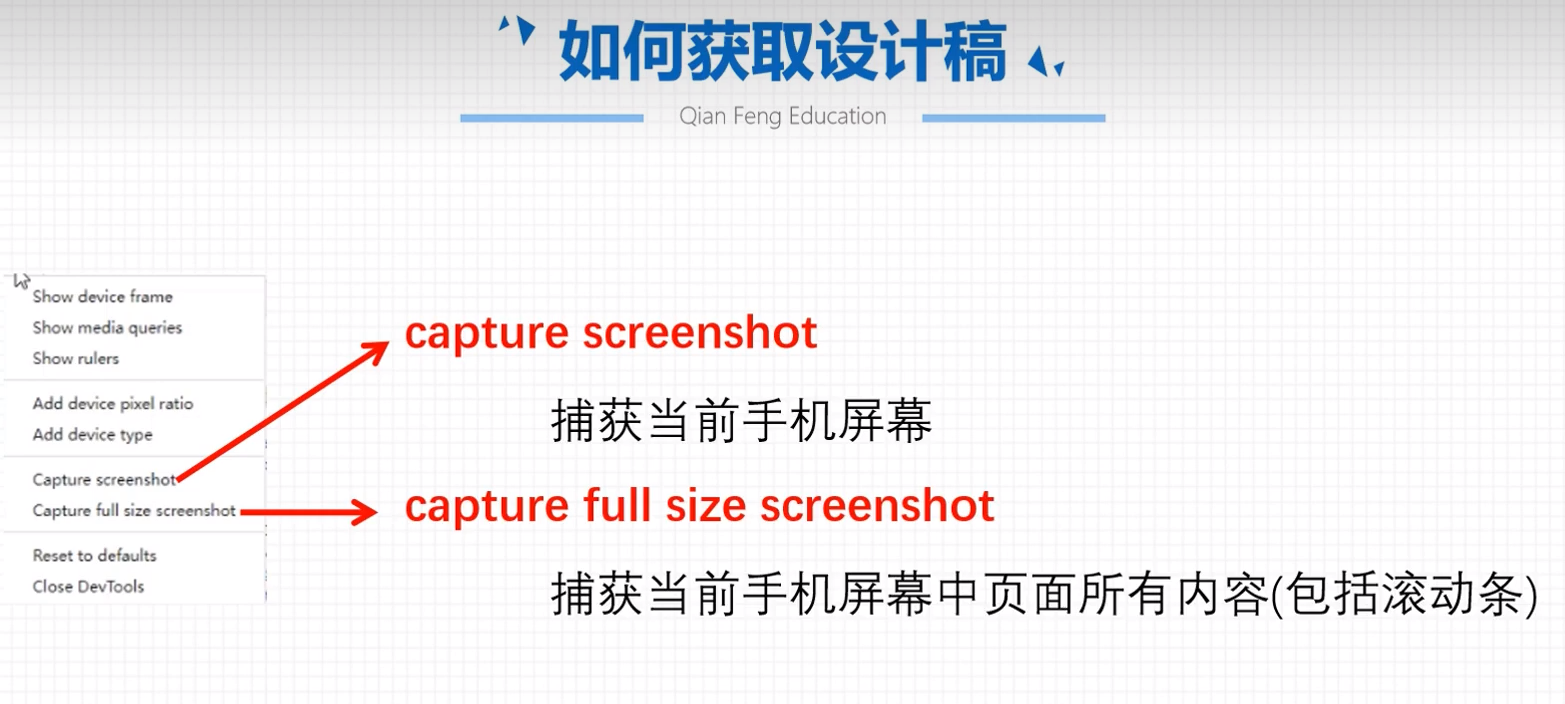 如何获取设计稿
Qian Feng Education
Show device frame
Show media queries
Show rulers
Add device pixel ratio
Add device type
Capture screenshot
Capture full size screenshot
Reset to defaults
Close DevTools
capture screenshot
捕获当前手机屏幕
capture full size screenshot
捕获当前手机屏幕中页面所有内容(包括滚动条)